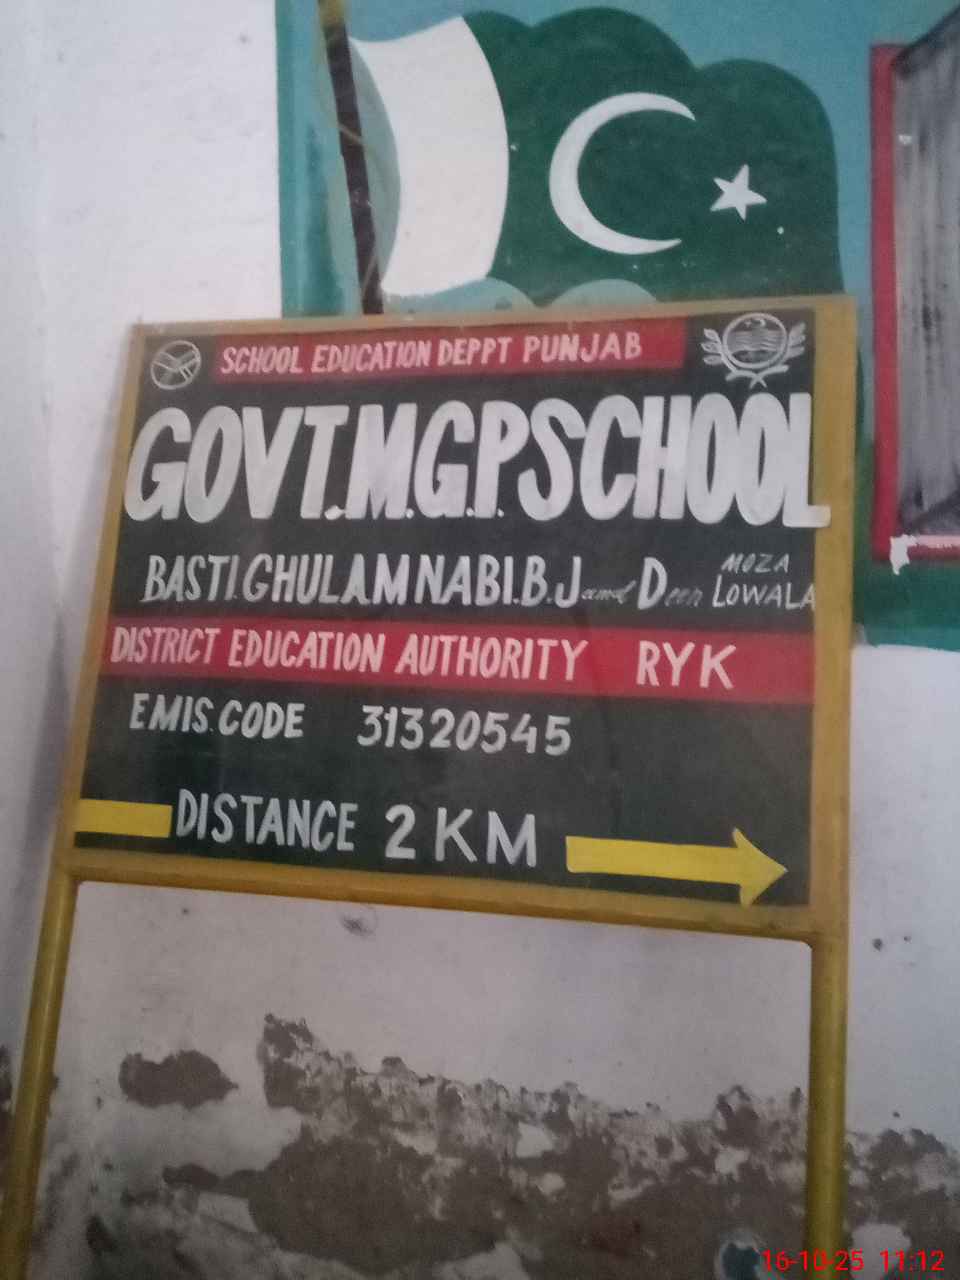 SCHOOL EDUCATION DEPPT PUNJAB
GOVT.M.G.P.SCHOOL
BASTI.GHULAM NABI.B.Jamal Deen MOZA LOWALA
DISTRICT EDUCATION AUTHORITY RYK
EMIS.CODE 31320545
DISTANCE 2 KM
16-10-25 11:12